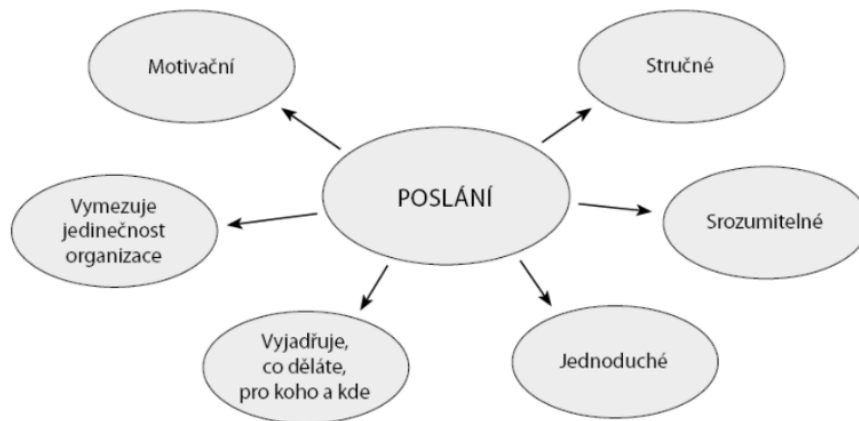 Motivační
Stručné
POSLÁNÍ
Vymezuje
jedinečnost
organizace
Srozumitelné
Vyjadřuje,
co děláte,
pro koho a kde
Jednoduché